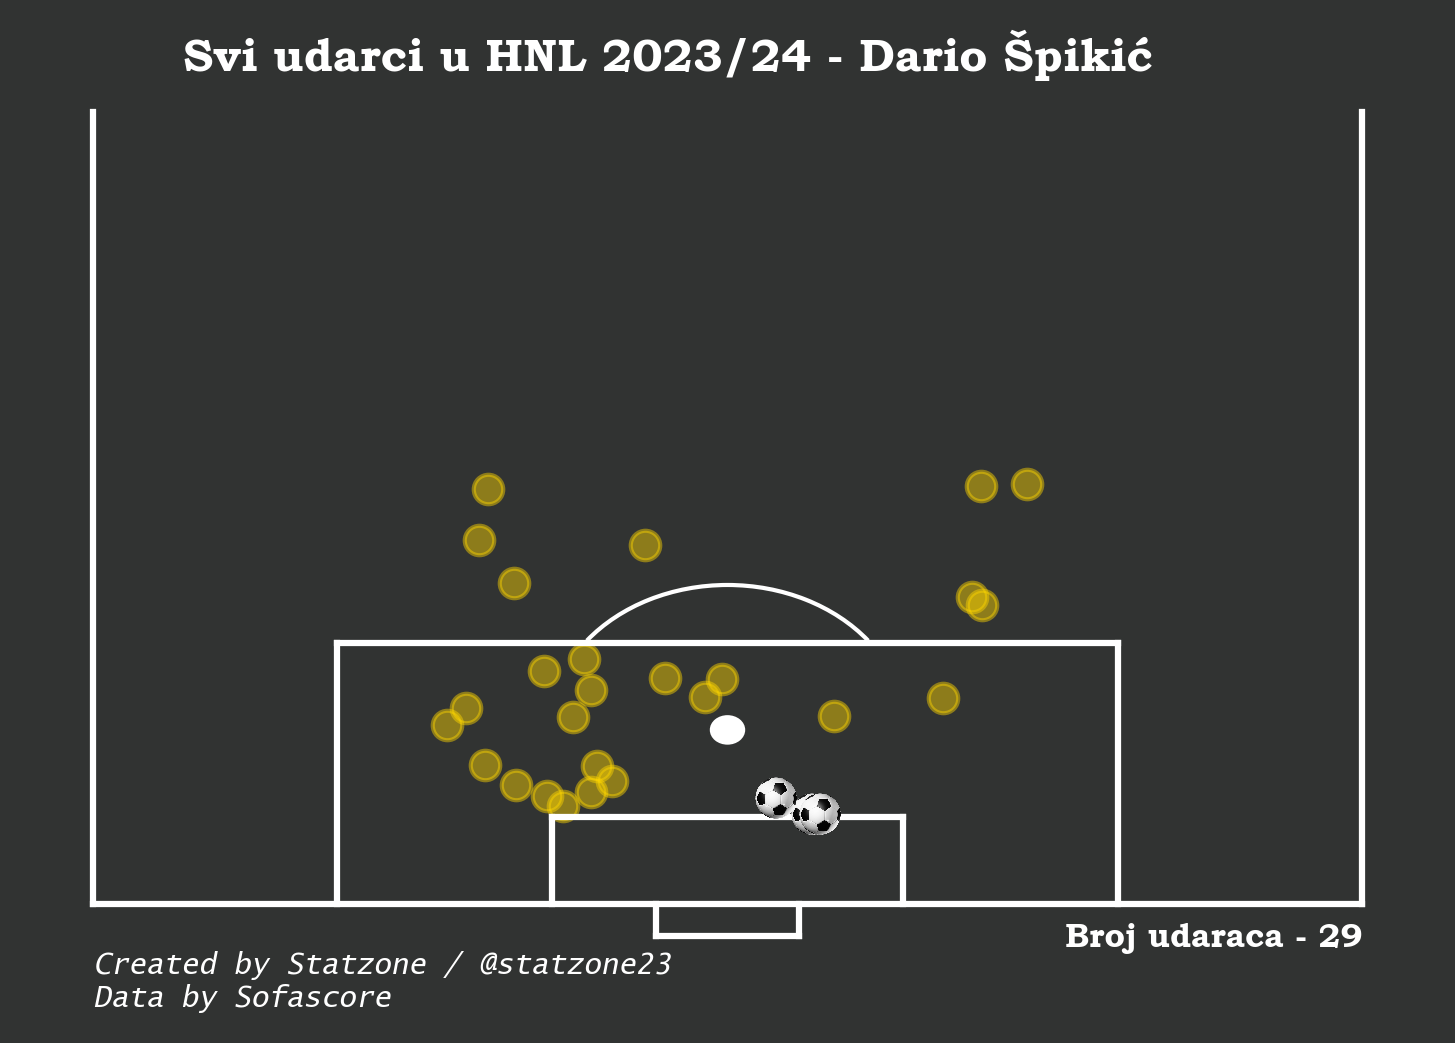 Svi udarci u HNL 2023/24 - Dario Špikić
Broj udaraca - 29
Created by Statzone / @statzone23
Data by Sofascore